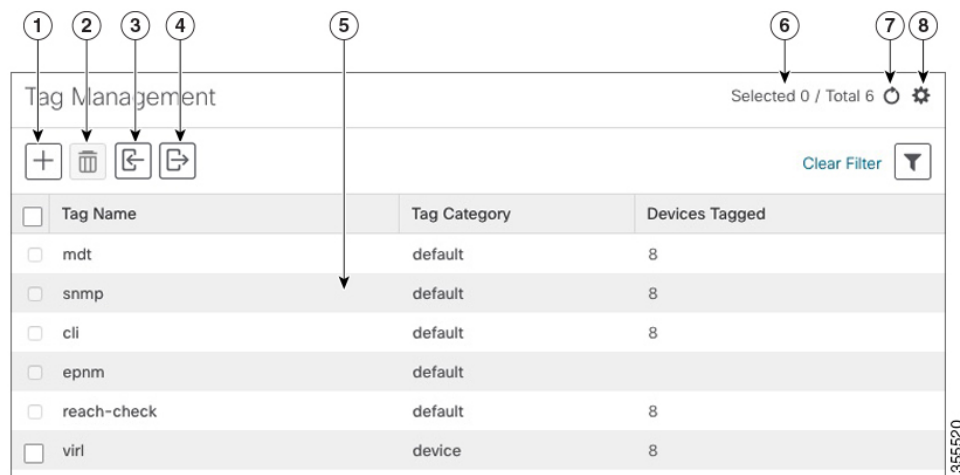 1 2 3 4 5 6 7 8
Tag Management Selected 0 / Total 6
Clear Filter
Tag Name Tag Category Devices Tagged
mdt default 8
snmp default 8
cli default 8
epnm default
reach-check default 8
virl device 8
355520